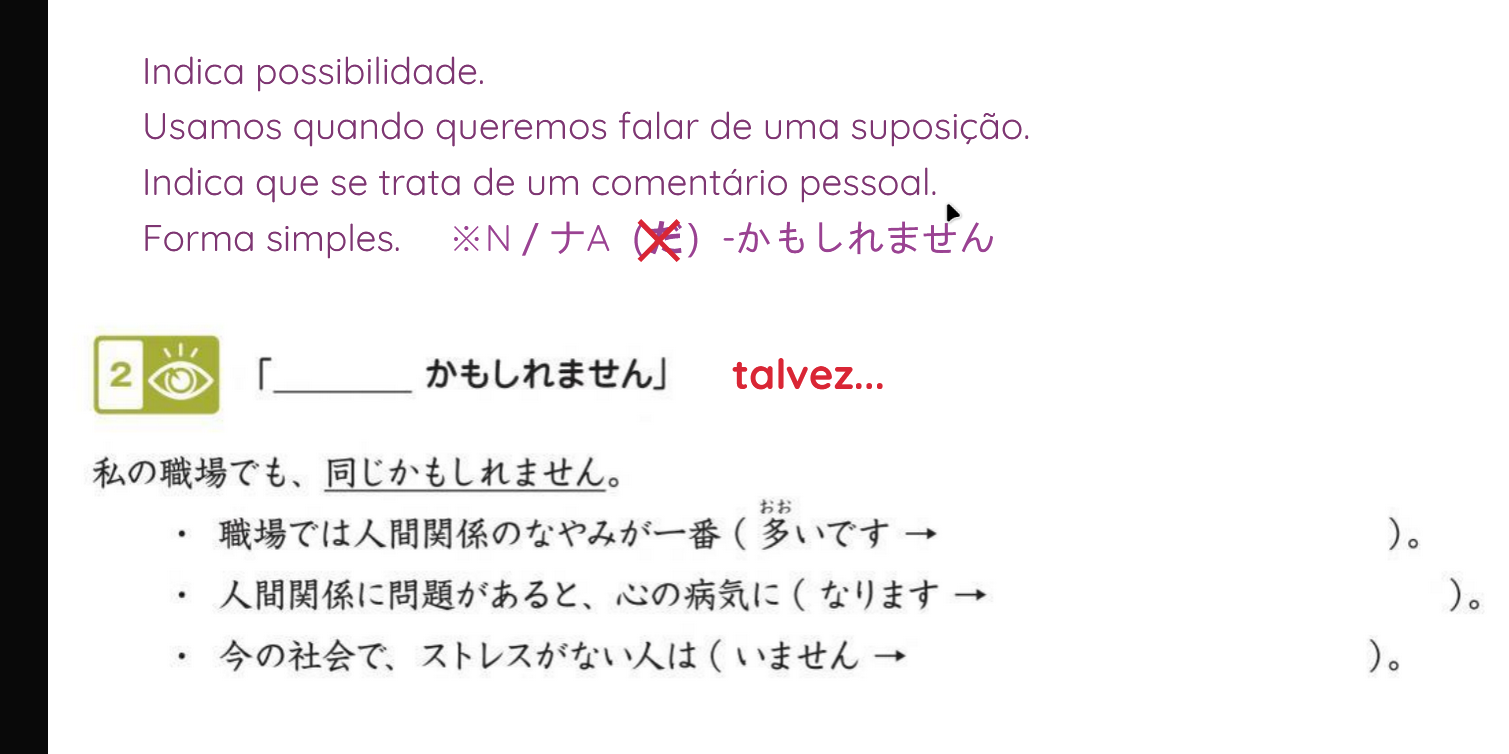 Indica possibilidade.
Usamos quando queremos falar de uma suposição.
Indica que se trata de um comentário pessoal.
Forma simples. ※N / ナA (だ) -かもしれません
2 「_______ かもしれません」 talvez...
私の職場でも、同じかもしれません。
おお
・ 職場では人間関係のなやみが一番 ( 多いです → )。
・ 人間関係に問題があると、心の病気に ( なります → )。
・ 今の社会で、ストレスがない人は ( いません → )。